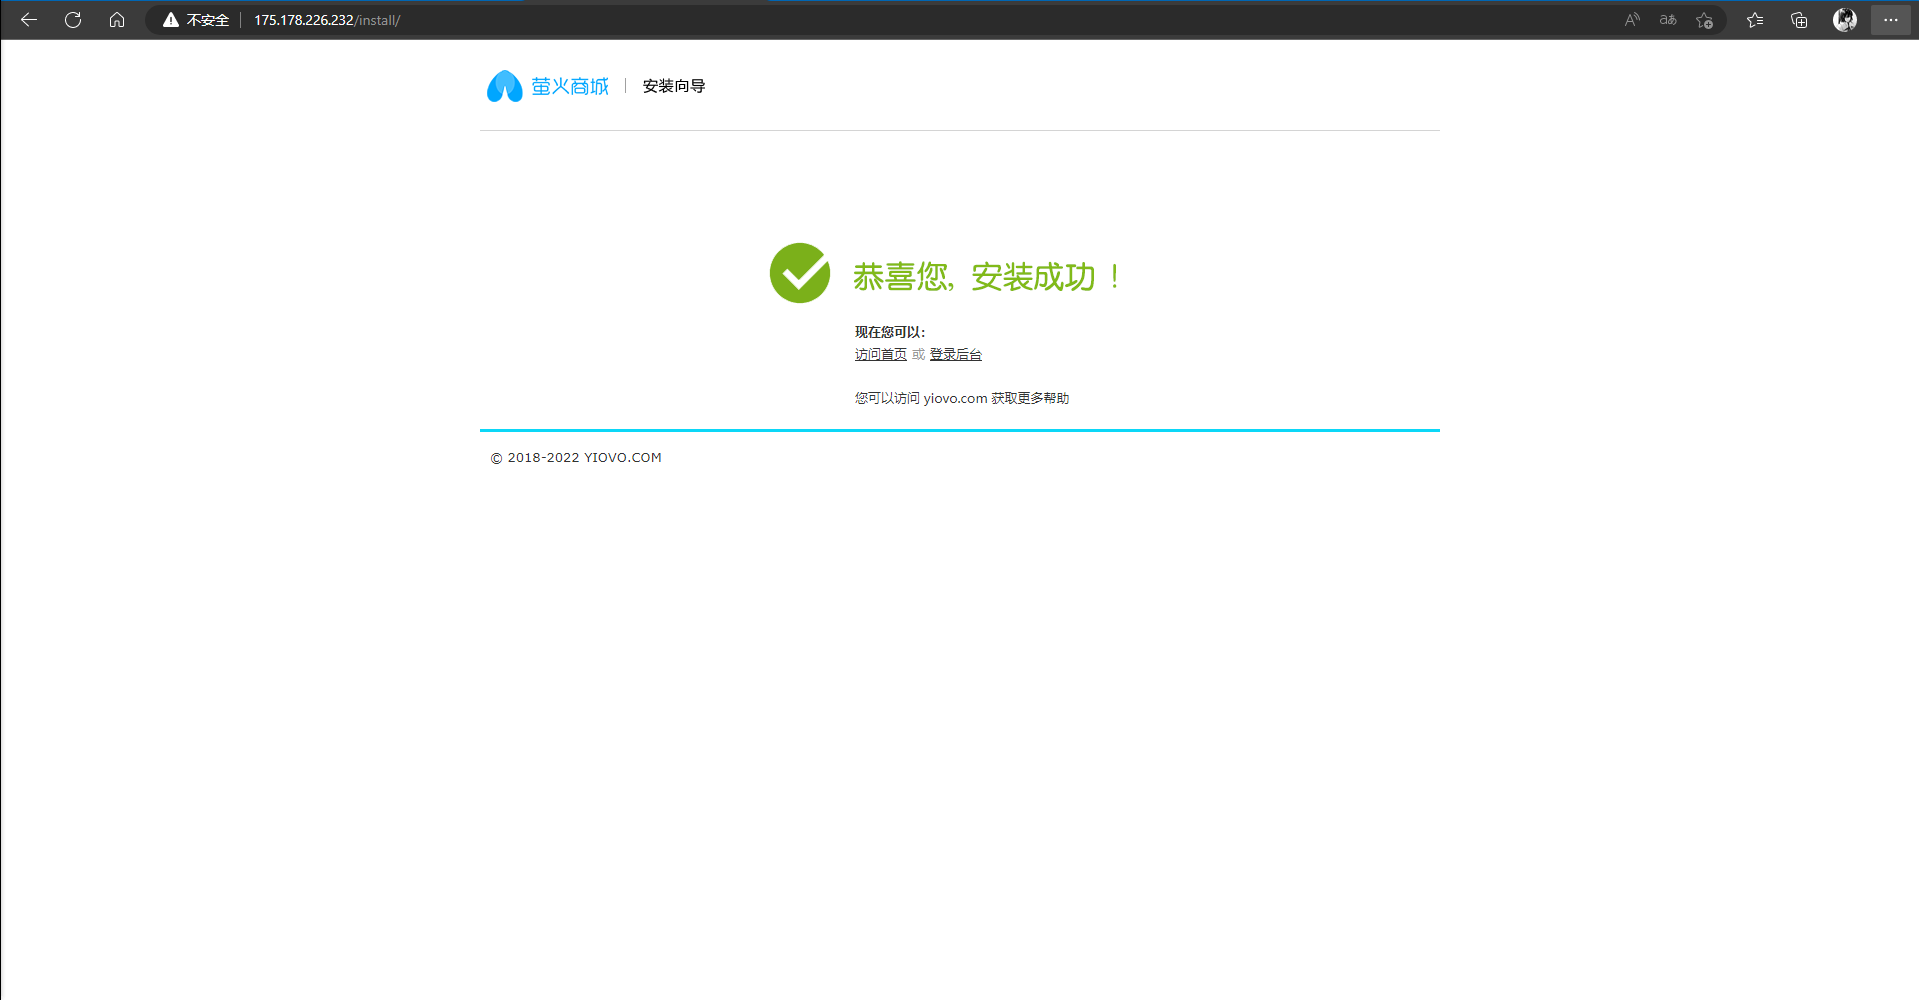 不安全 175.178.226.232/install/
萤火商城 安装向导
恭喜您，安装成功！
现在您可以：
访问首页 或 登录后台
您可以访问 yiovo.com 获取更多帮助
© 2018-2022 YIOVO.COM